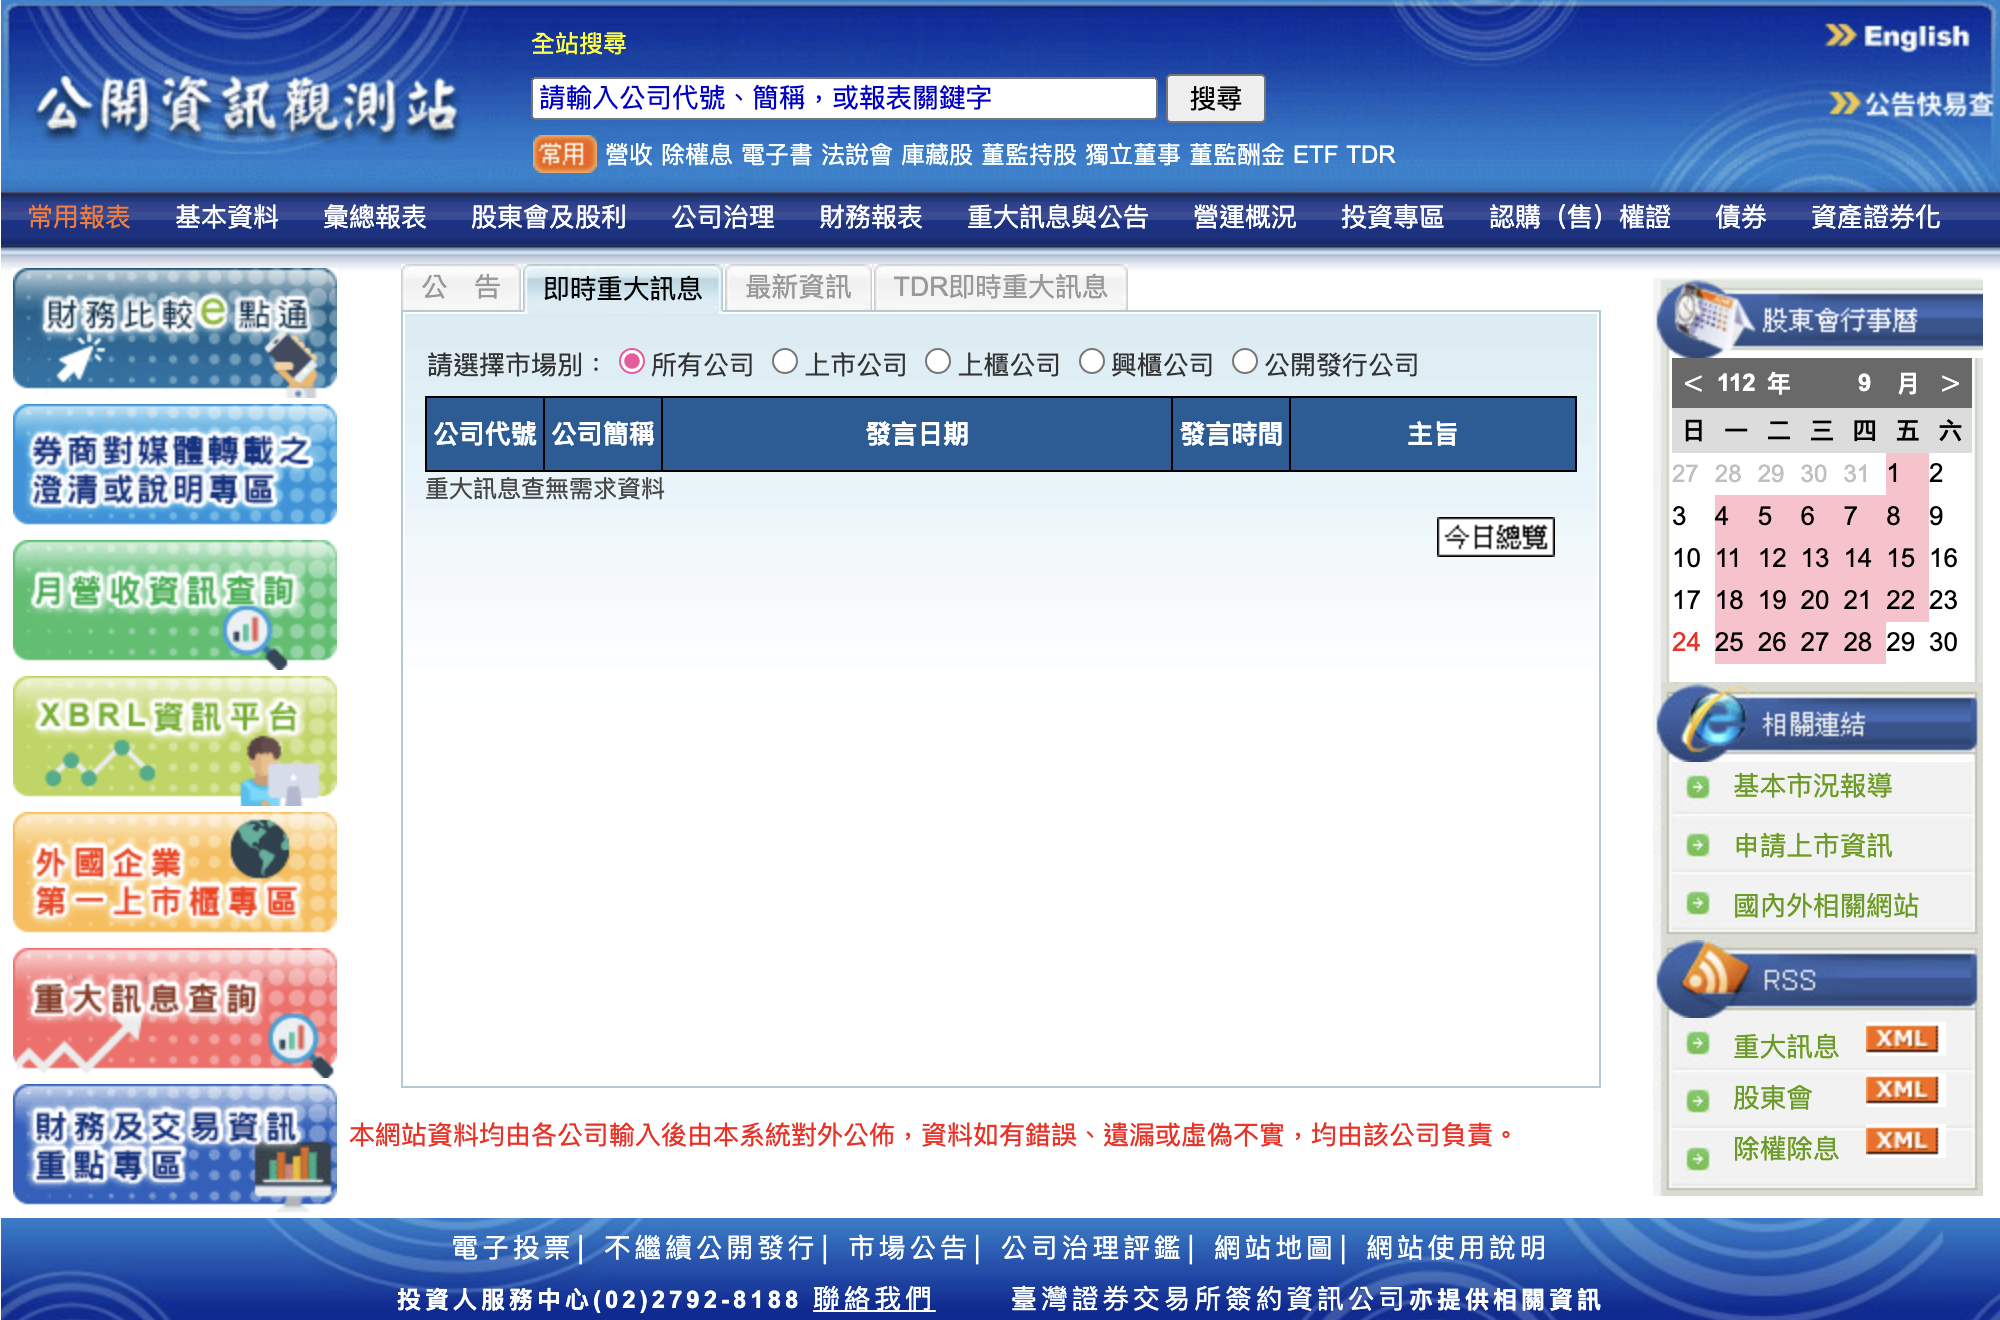 公開資訊觀測站
全站搜尋
請輸入公司代號、簡稱，或報表關鍵字 搜尋
常用 營收 除權息 電子書 法說會 庫藏股 董監持股 獨立董事 董監酬金 ETF TDR
English
公告快易查
常用報表 基本資料 彙總報表 股東會及股利 公司治理 財務報表 重大訊息與公告 營運概況 投資專區 認購（售）權證 債券 資產證券化
財務比較e點通
券商對媒體轉載之
澄清或說明專區
月營收資訊查詢
XBRL資訊平台
外國企業
第一上市櫃專區
重大訊息查詢
財務及交易資訊
重點專區
公 告 即時重大訊息 最新資訊 TDR即時重大訊息
請選擇市場別： 所有公司 上市公司 上櫃公司 興櫃公司 公開發行公司
公司代號 公司簡稱 發言日期 發言時間 主旨
重大訊息查無需求資料
今日總覽
本網站資料均由各公司輸入後由本系統對外公佈，資料如有錯誤、遺漏或虛偽不實，均由該公司負責。
股東會行事曆
< 112 年 9 月 >
日 一 二 三 四 五 六
27 28 29 30 31 1 2
3 4 5 6 7 8 9
10 11 12 13 14 15 16
17 18 19 20 21 22 23
24 25 26 27 28 29 30
相關連結
基本市況報導
申請上市資訊
國內外相關網站
RSS
重大訊息 XML
股東會 XML
除權除息 XML
電子投票| 不繼續公開發行| 市場公告| 公司治理評鑑| 網站地圖| 網站使用說明
投資人服務中心(02)2792-8188 聯絡我們 臺灣證券交易所簽約資訊公司亦提供相關資訊